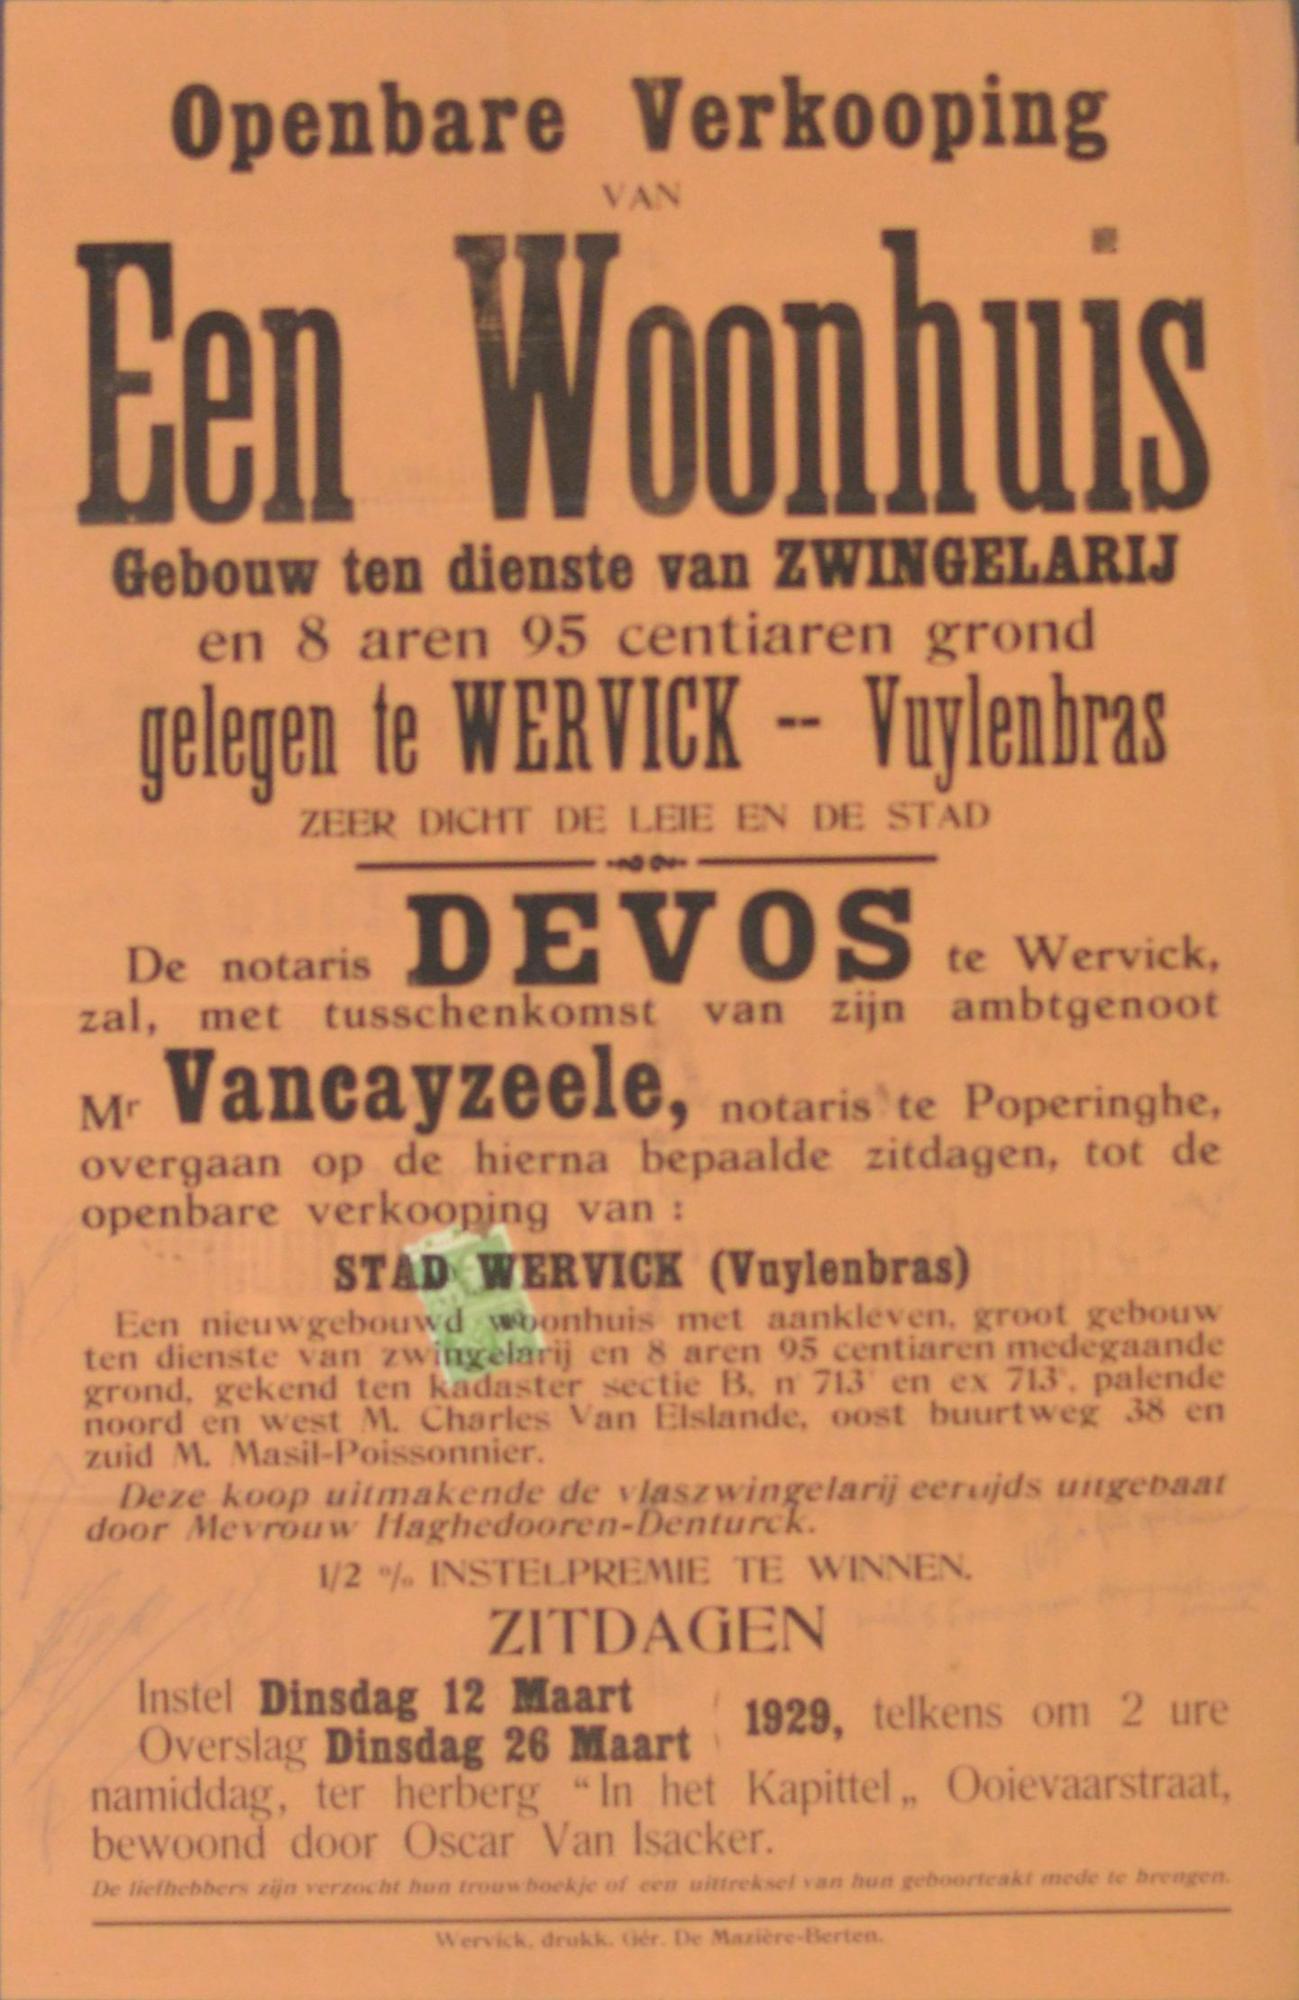 Openbare Verkooping
VAN
Een Woonhuis
Gebouw ten dienste van ZWINGELARIJ
en 8 aren 95 centiaren grond
gelegen te WERVICK -- Vuylenbras
ZEER DICHT DE LEIE EN DE STAD
De notaris DEVOS te Wervick,
zal, met tusschenkomst van zijn ambtgenoot
Mr Vancayzeele, notaris te Poperinghe,
overgaan op de hierna bepaalde zitdagen, tot de
openbare verkooping van :
STAD WERVICK (Vuylenbras)
Een nieuwgebouwd woonhuis met aankleven, groot gebouw
ten dienste van zwingelarij en 8 aren 95 centiaren medegaande
grond, gekend ten kadaster sectie B, n 713 en ex 713, palende
noord en west M. Charles Van Elslande, oost buurtweg 38 en
zuid M. Masil-Poissonnier.
Deze koop uitmakende de vlaszwingelarij eertijds uitgebaat
door Mevrouw Haghedooren-Denturck.
1/2 % INSTELPREMIE TE WINNEN.
ZITDAGEN
Instel Dinsdag 12 Maart
Overslag Dinsdag 26 Maart
1929, telkens om 2 ure
namiddag, ter herberg “In het Kapittel„ Ooievaarstraat,
bewoond door Oscar Van Isacker.
De liefhebbers zijn verzocht hun trouwboekje of een uittreksel van hun geboorteakt mede te brengen.
Wervick, drukk. Gér. De Mazière-Berten.